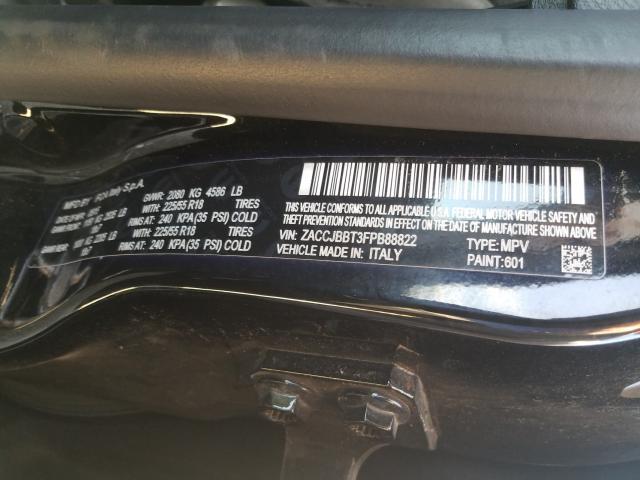 MFD BY FCA Italy S.p.A.
GVWR: 2080 KG 4586 LB
225/55 R18 TIRES
RIMS AT: 240 KPA(35 PSI) COLD
WITH 225/55 R18 TIRES
RIMS AT: 240 KPA(35 PSI) COLD
THIS VEHICLE CONFORMS TO ALL APPLICABLE U.S.A. FEDERAL MOTOR VEHICLE SAFETY AND
THEFT PREVENTION STANDARDS IN EFFECT ON THE DATE OF MANUFACTURE SHOWN ABOVE
VIN: ZACCJBBT3FPB88822 TYPE: MPV
VEHICLE MADE IN: ITALY PAINT: 601